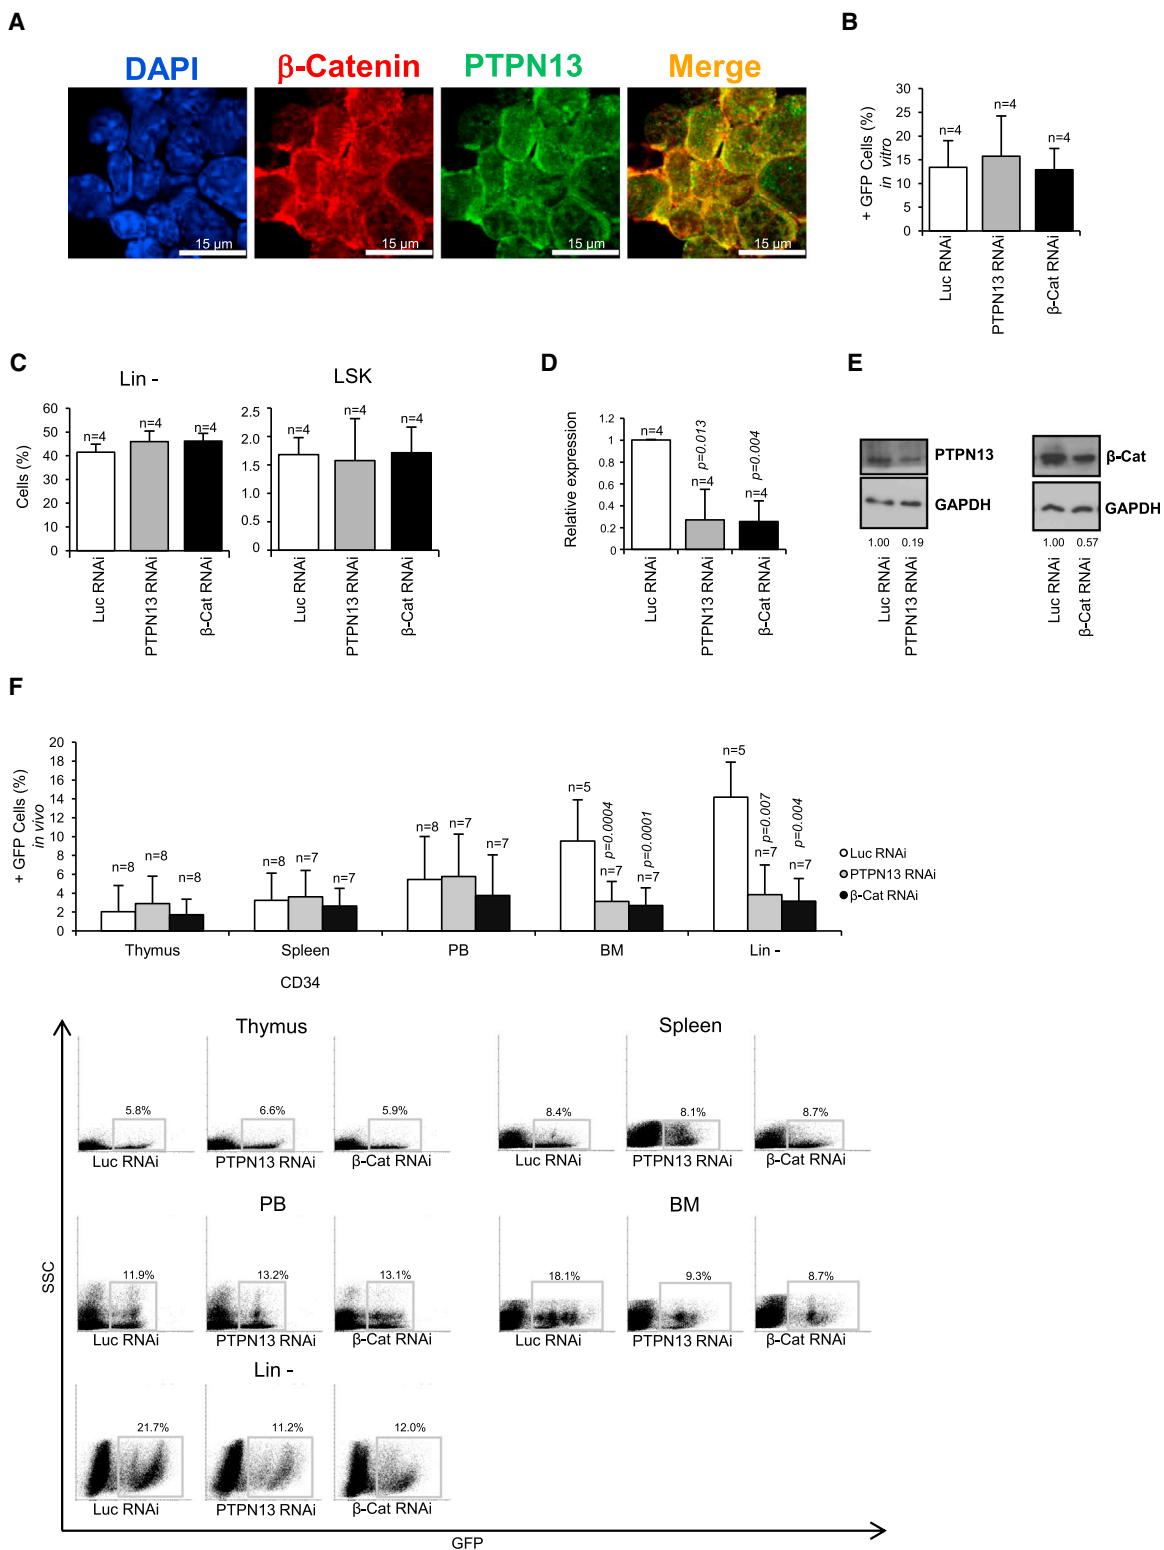 A
DAPI
β-Catenin
PTPN13
Merge
15 µm
15 µm
15 µm
15 µm
B
+ GFP Cells (%)
in vitro
30
25
20
15
10
5
0
n=4
n=4
n=4
Luc RNAi
PTPN13 RNAi
β-Cat RNAi
C
Lin -
Cells (%)
60
50
40
30
20
10
0
n=4
n=4
n=4
Luc RNAi
PTPN13 RNAi
β-Cat RNAi
LSK
2.5
2.0
1.5
1.0
0.5
0
n=4
n=4
n=4
Luc RNAi
PTPN13 RNAi
β-Cat RNAi
D
Relative expression
1.2
1
0.8
0.6
0.4
0.2
0
n=4
p=0.013
n=4
p=0.004
n=4
Luc RNAi
PTPN13 RNAi
β-Cat RNAi
E
PTPN13
GAPDH
1.00 0.19
Luc RNAi
PTPN13 RNAi
β-Cat
GAPDH
1.00 0.57
Luc RNAi
β-Cat RNAi
F
+ GFP Cells (%)
in vivo
20
18
16
14
12
10
8
6
4
2
0
n=8
n=8
n=8
n=8
n=7
n=7
n=8
n=7
n=7
n=5
p=0.0004
n=7
p=0.0001
n=7
n=5
p=0.007
n=7
p=0.004
n=7
Luc RNAi
PTPN13 RNAi
β-Cat RNAi
Thymus Spleen PB BM Lin -
CD34
Thymus
5.8% 6.6% 5.9%
Luc RNAi PTPN13 RNAi β-Cat RNAi
Spleen
8.4% 8.1% 8.7%
Luc RNAi PTPN13 RNAi β-Cat RNAi
PB
11.9% 13.2% 13.1%
Luc RNAi PTPN13 RNAi β-Cat RNAi
BM
18.1% 9.3% 8.7%
Luc RNAi PTPN13 RNAi β-Cat RNAi
Lin -
21.7% 11.2% 12.0%
Luc RNAi PTPN13 RNAi β-Cat RNAi
SSC
GFP